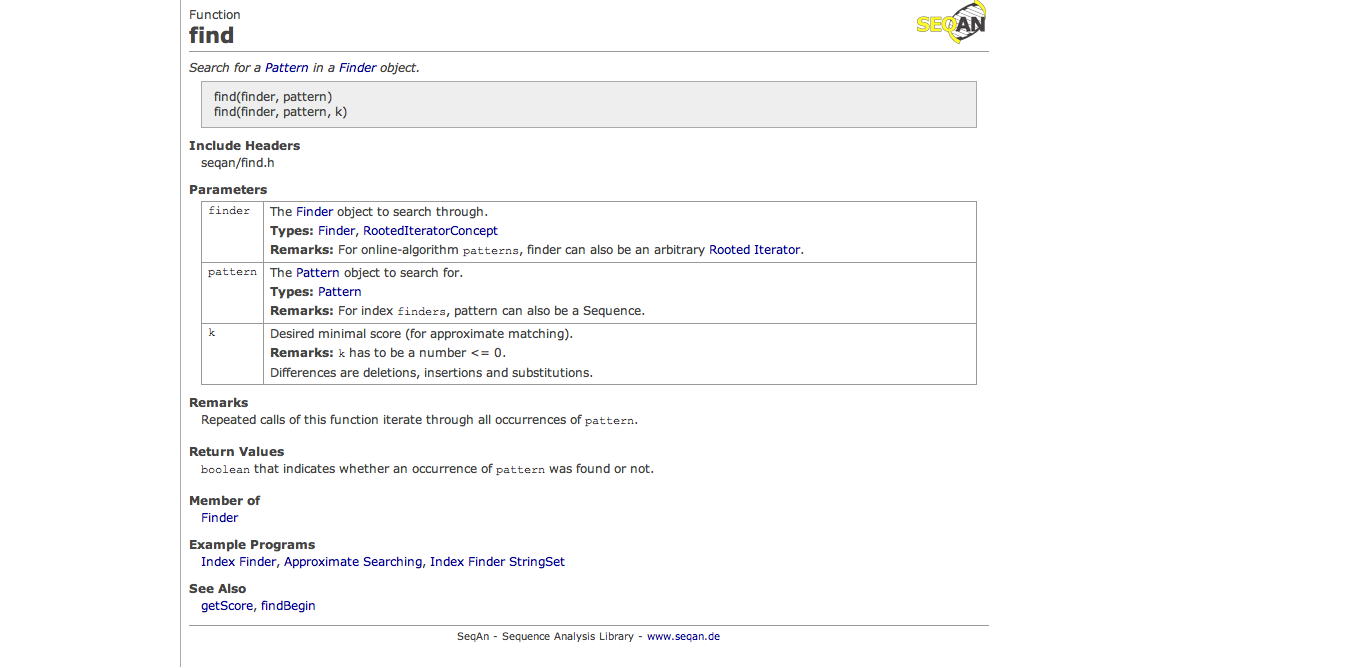 Function
find
SEQAN
Search for a Pattern in a Finder object.
find(finder, pattern)
find(finder, pattern, k)
Include Headers
seqan/find.h
Parameters
finder
The Finder object to search through.
Types: Finder, RootedIteratorConcept
Remarks: For online-algorithm patterns, finder can also be an arbitrary Rooted Iterator.
pattern
The Pattern object to search for.
Types: Pattern
Remarks: For index finders, pattern can also be a Sequence.
k
Desired minimal score (for approximate matching).
Remarks: k has to be a number <= 0.
Differences are deletions, insertions and substitutions.
Remarks
Repeated calls of this function iterate through all occurrences of pattern.
Return Values
boolean that indicates whether an occurrence of pattern was found or not.
Member of
Finder
Example Programs
Index Finder, Approximate Searching, Index Finder StringSet
See Also
getScore, findBegin
SeqAn - Sequence Analysis Library - www.seqan.de